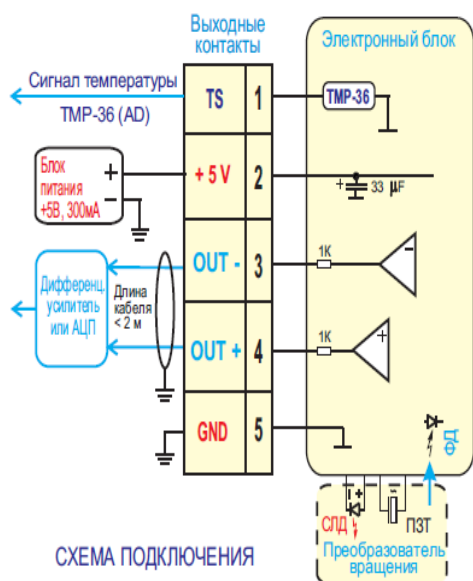 Выходные
контакты
Электронный блок
Сигнал температуры
TMP-36 (AD)
TS
1
TMP-36
Блок
питания
+5В, 300мА
+
−
+ 5 V
2
+
33 μF
Дифференц.
усилитель
или АЦП
Длина
кабеля
< 2 м
OUT -
3
1K
−
OUT +
4
1K
+
GND
5
ФД
− +
~
СЛД
ПЗТ
Преобразователь
вращения
СХЕМА ПОДКЛЮЧЕНИЯ